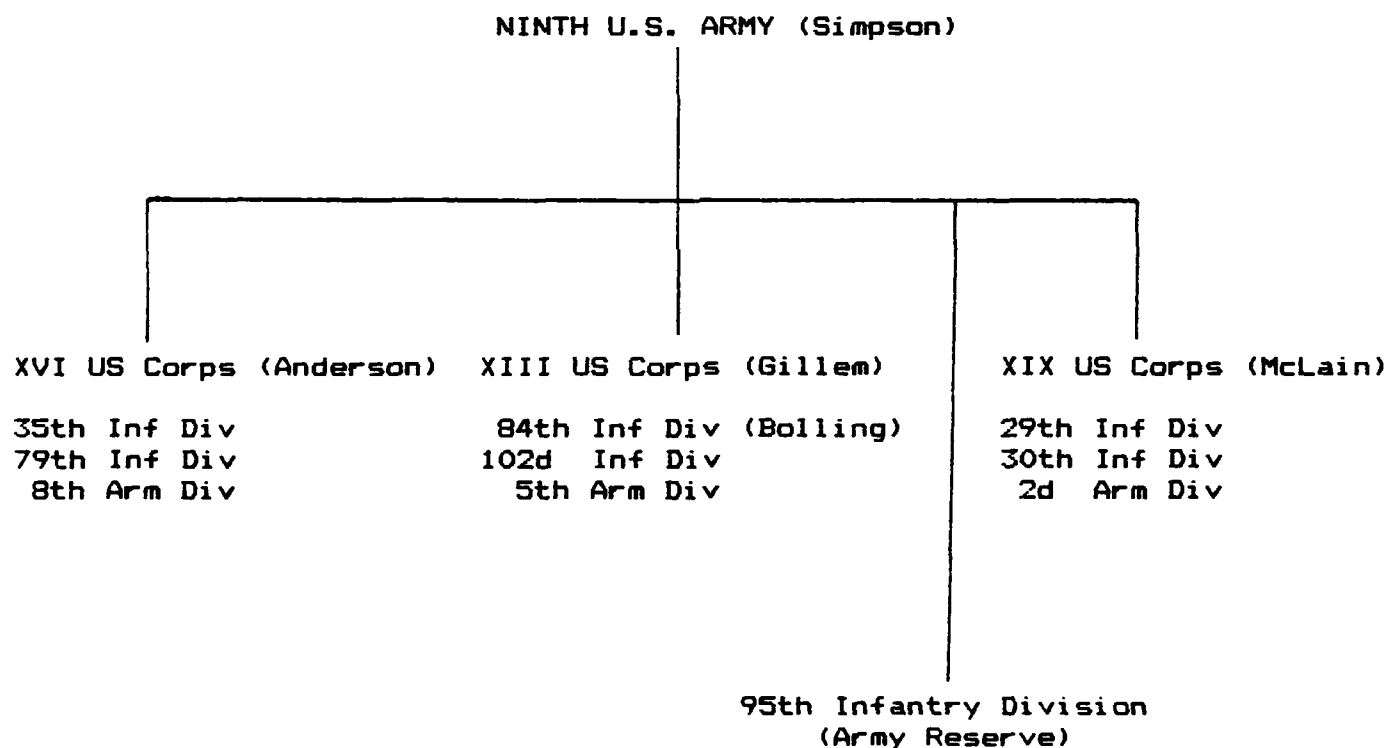 NINTH U.S. ARMY (Simpson)
XVI US Corps (Anderson)
35th Inf Div
79th Inf Div
8th Arm Div
XIII US Corps (Gillem)
84th Inf Div (Bolling)
102d Inf Div
5th Arm Div
XIX US Corps (McLain)
29th Inf Div
30th Inf Div
2d Arm Div
95th Infantry Division
(Army Reserve)